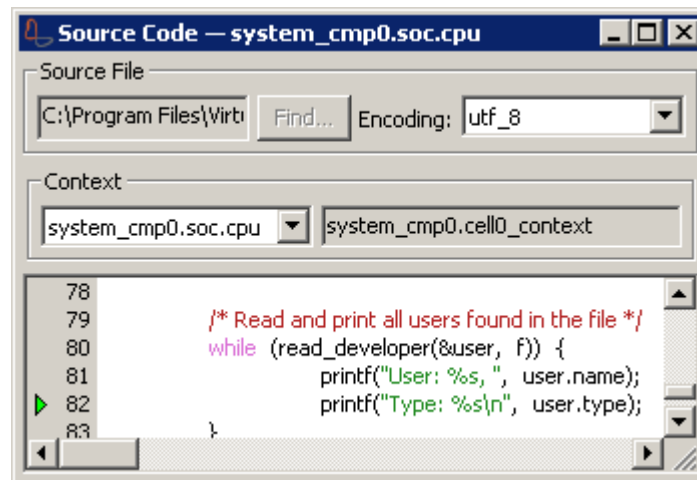 Source Code — system_cmp0.soc.cpu
Source File
C:\Program Files\Virtu
Find...
Encoding:
utf_8
Context
system_cmp0.soc.cpu
system_cmp0.cell0_context
78
79 /* Read and print all users found in the file */
80 while (read_developer(&user, f)) {
81 printf("User: %s, ", user.name);
82 printf("Type: %s\n", user.type);
83 }